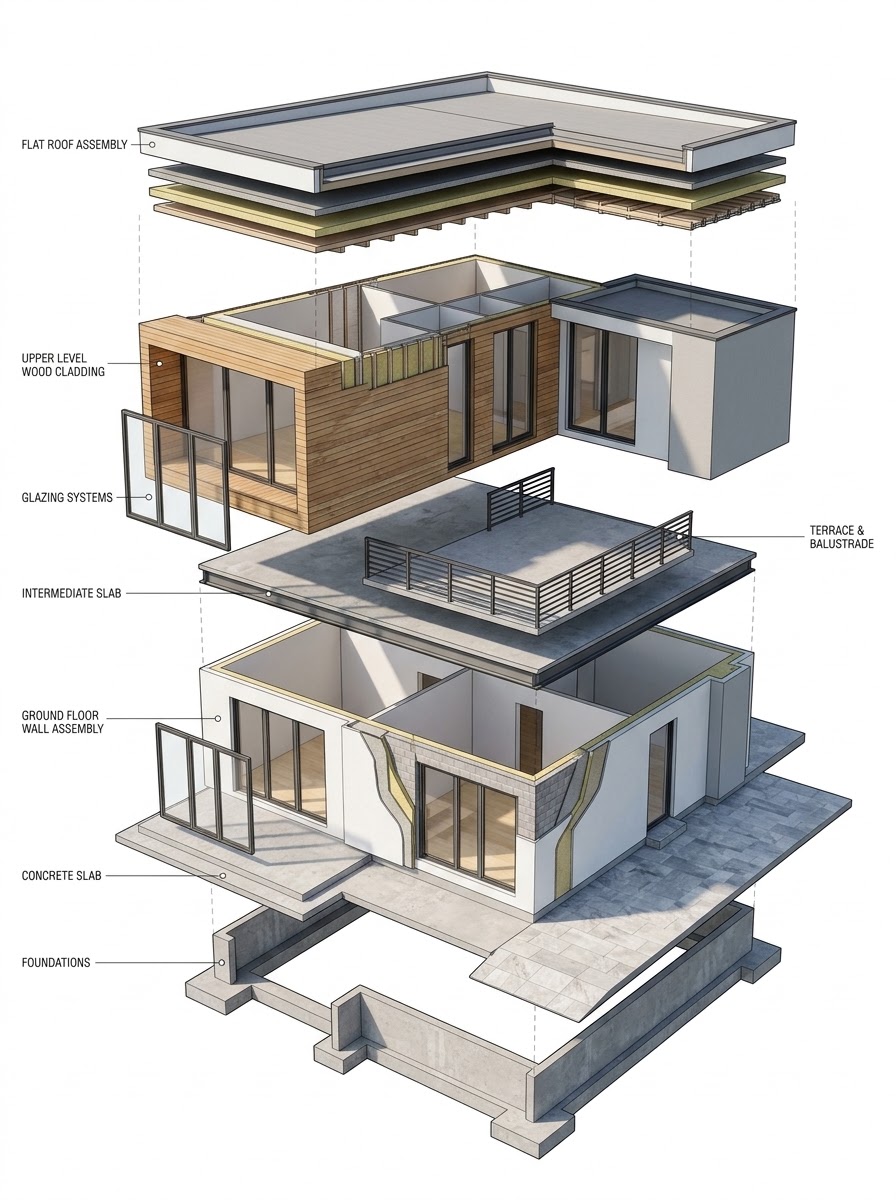 FLAT ROOF ASSEMBLY
UPPER LEVEL
WOOD CLADDING
GLAZING SYSTEMS
TERRACE &
BALUSTRADE
INTERMEDIATE SLAB
GROUND FLOOR
WALL ASSEMBLY
CONCRETE SLAB
FOUNDATIONS